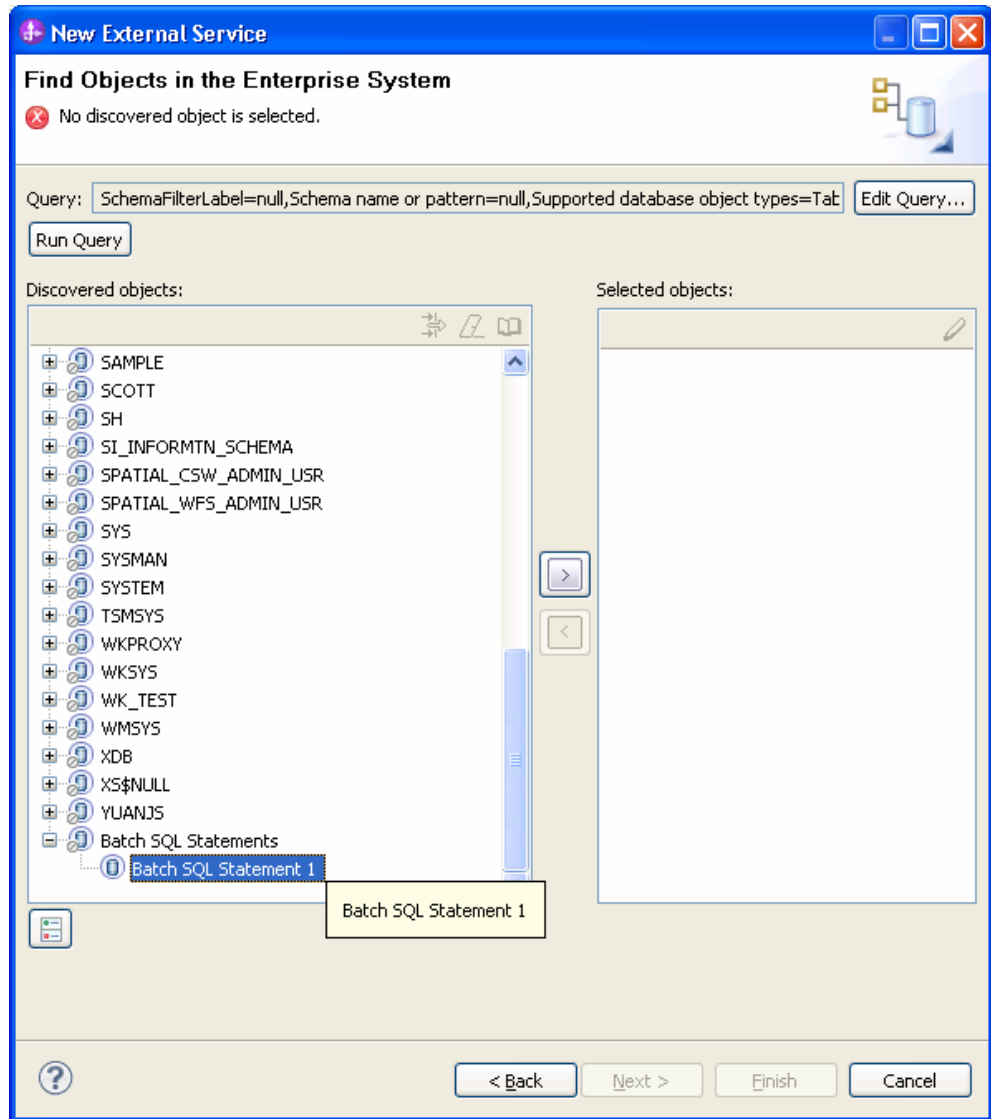 New External Service
Find Objects in the Enterprise System
No discovered object is selected.
Query: SchemaFilterLabel=null,Schema name or pattern=null,Supported database object types=Tab Edit Query...
Run Query
Discovered objects:
Selected objects:
SAMPLE
SCOTT
SH
SI_INFORMTN_SCHEMA
SPATIAL_CSW_ADMIN_USR
SPATIAL_WFS_ADMIN_USR
SYS
SYSMAN
SYSTEM
TSMSYS
WKPROXY
WKSYS
WK_TEST
WMSYS
XDB
XS$NULL
YUANJS
Batch SQL Statements
Batch SQL Statement 1
Batch SQL Statement 1
< Back Next > Finish Cancel